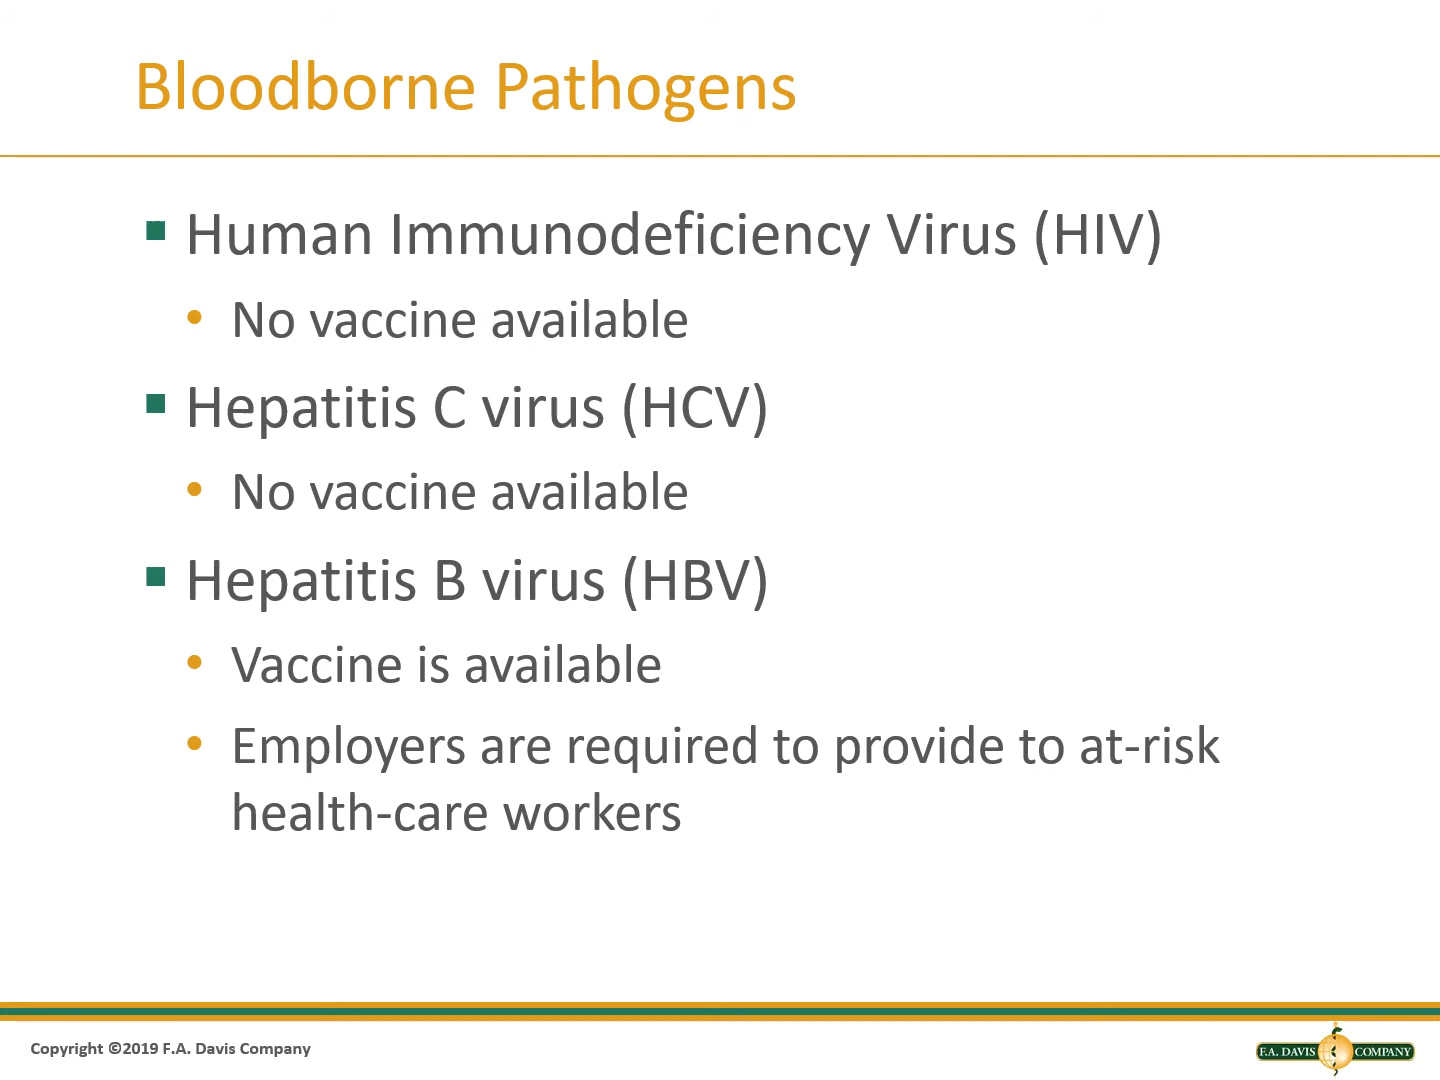 Bloodborne Pathogens
▪ Human Immunodeficiency Virus (HIV)
• No vaccine available
▪ Hepatitis C virus (HCV)
• No vaccine available
▪ Hepatitis B virus (HBV)
• Vaccine is available
• Employers are required to provide to at-risk
health-care workers
Copyright ©2019 F.A. Davis Company
F.A. DAVIS COMPANY